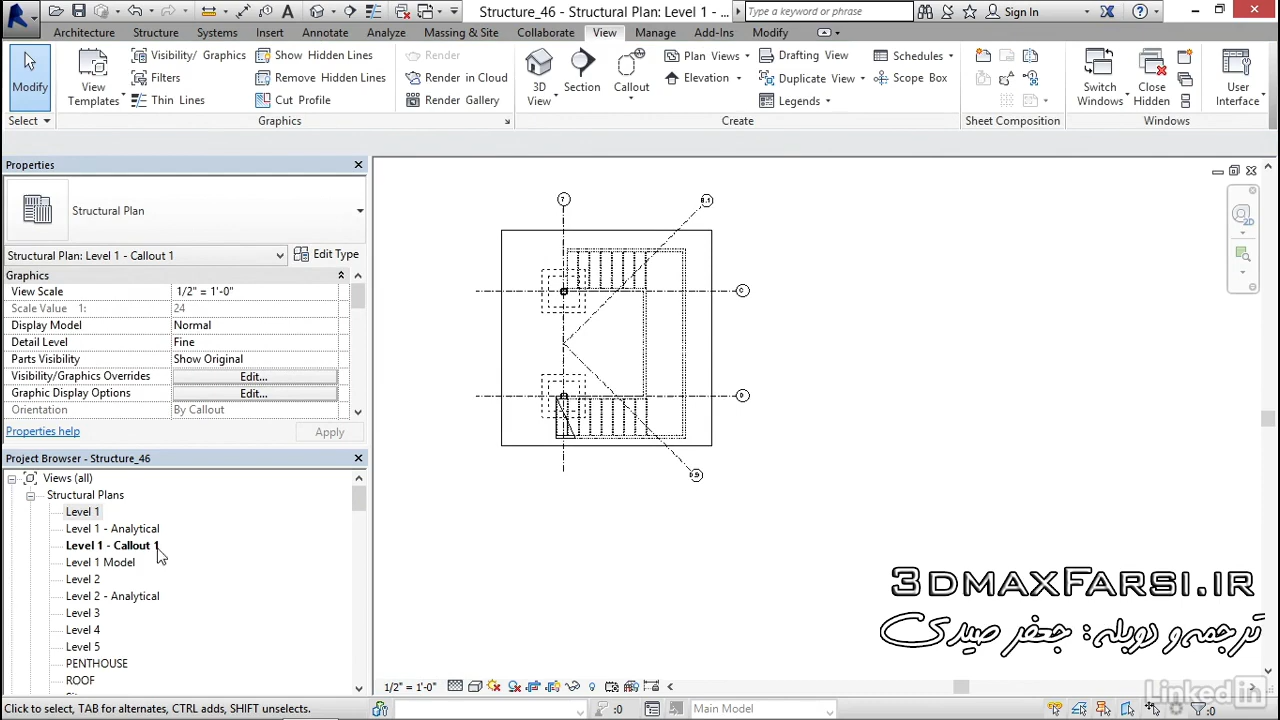 Structure_46 - Structural Plan: Level 1 - ...
Type a keyword or phrase
Sign In
Architecture Structure Systems Insert Annotate Analyze Massing & Site Collaborate View Manage Add-Ins Modify
Modify
View Templates
Visibility/ Graphics
Filters
Thin Lines
Show Hidden Lines
Remove Hidden Lines
Cut Profile
Render
Render in Cloud
Render Gallery
3D View
Section
Callout
Plan Views
Elevation
Drafting View
Duplicate View
Legends
Schedules
Scope Box
Switch Windows
Close Hidden
User Interface
Select Graphics Create Sheet Composition Windows
Properties
Structural Plan
Structural Plan: Level 1 - Callout 1
Edit Type
Graphics
View Scale 1/2" = 1'-0"
Scale Value 1: 24
Display Model Normal
Detail Level Fine
Parts Visibility Show Original
Visibility/Graphics Overrides Edit...
Graphic Display Options Edit...
Orientation By Callout
Properties help
Apply
Project Browser - Structure_46
Views (all)
Structural Plans
Level 1
Level 1 - Analytical
Level 1 - Callout 1
Level 1 Model
Level 2
Level 2 - Analytical
Level 3
Level 4
Level 5
PENTHOUSE
ROOF
3DMAXFARSI.IR
ترجمه و دوبله: جعفر صیدی
LinkedIn
1/2" = 1'-0"
Click to select, TAB for alternates, CTRL adds, SHIFT unselects.
:0
Main Model
:0